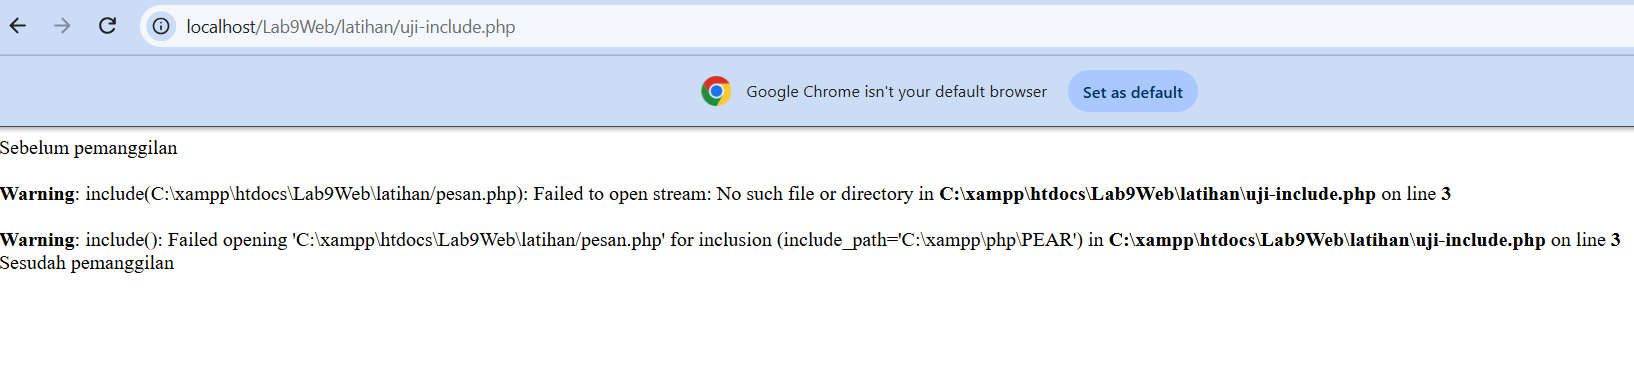 localhost/Lab9Web/latihan/uji-include.php
Google Chrome isn't your default browser Set as default
Sebelum pemanggilan
Warning: include(C:\xampp\htdocs\Lab9Web\latihan/pesan.php): Failed to open stream: No such file or directory in C:\xampp\htdocs\Lab9Web\latihan\uji-include.php on line 3
Warning: include(): Failed opening 'C:\xampp\htdocs\Lab9Web\latihan/pesan.php' for inclusion (include_path='C:\xampp\php\PEAR') in C:\xampp\htdocs\Lab9Web\latihan\uji-include.php on line 3
Sesudah pemanggilan